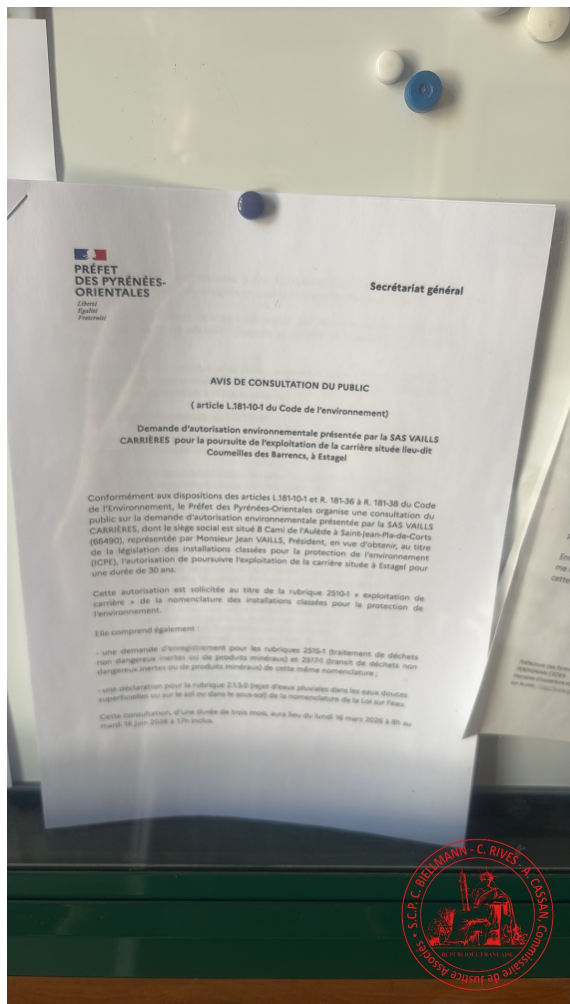 PRÉFET
DES PYRÉNÉES-
ORIENTALES
Liberté
Égalité
Fraternité
Secrétariat général
AVIS DE CONSULTATION DU PUBLIC
( article L.181-10-1 du Code de l'environnement)
Demande d'autorisation environnementale présentée par la SAS VAILLS
CARRIÈRES pour la poursuite de l'exploitation de la carrière située lieu-dit
Coumeilles des Barrencs, à Estagel
Conformément aux dispositions des articles L.181-10-1 et R. 181-36 à R. 181-38 du Code
de l'Environnement, le Préfet des Pyrénées-Orientales organise une consultation du
public sur la demande d'autorisation environnementale présentée par la SAS VAILLS
CARRIÈRES, dont le siège social est situé 8 Cami de l'Aulède à Saint-Jean-Pla-de-Corts
(66490), représentée par Monsieur Jean VAILLS, Président, en vue d'obtenir, au titre
de la législation des installations classées pour la protection de l'environnement
(ICPE), l'autorisation de poursuivre l'exploitation de la carrière située à Estagel pour
une durée de 30 ans.
Cette autorisation est sollicitée au titre de la rubrique 2510-1 « exploitation de
carrière » de la nomenclature des installations classées pour la protection de
l'environnement.
Elle comprend également :
- une demande d'enregistrement pour les rubriques 2515-1 (traitement de déchets
non dangereux inertes ou de produits minéraux) et 2517-1 (transit de déchets non
dangereux inertes ou de produits minéraux) de cette même nomenclature ;
- une déclaration pour la rubrique 2.1.5.0 (rejet d'eaux pluviales dans les eaux douces
superficielles ou sur le sol ou dans le sous-sol) de la nomenclature de la Loi sur l'eau.
Cette consultation, d'une durée de trois mois, aura lieu du lundi 16 mars 2026 à 8h au
mardi 16 juin 2026 à 17h inclus.
cette
S.C.P. C. BIELLMANN - C. RIVES - A. CASSAN, Commissaire de Justice Associés
REPUBLIQUE FRANCAISE